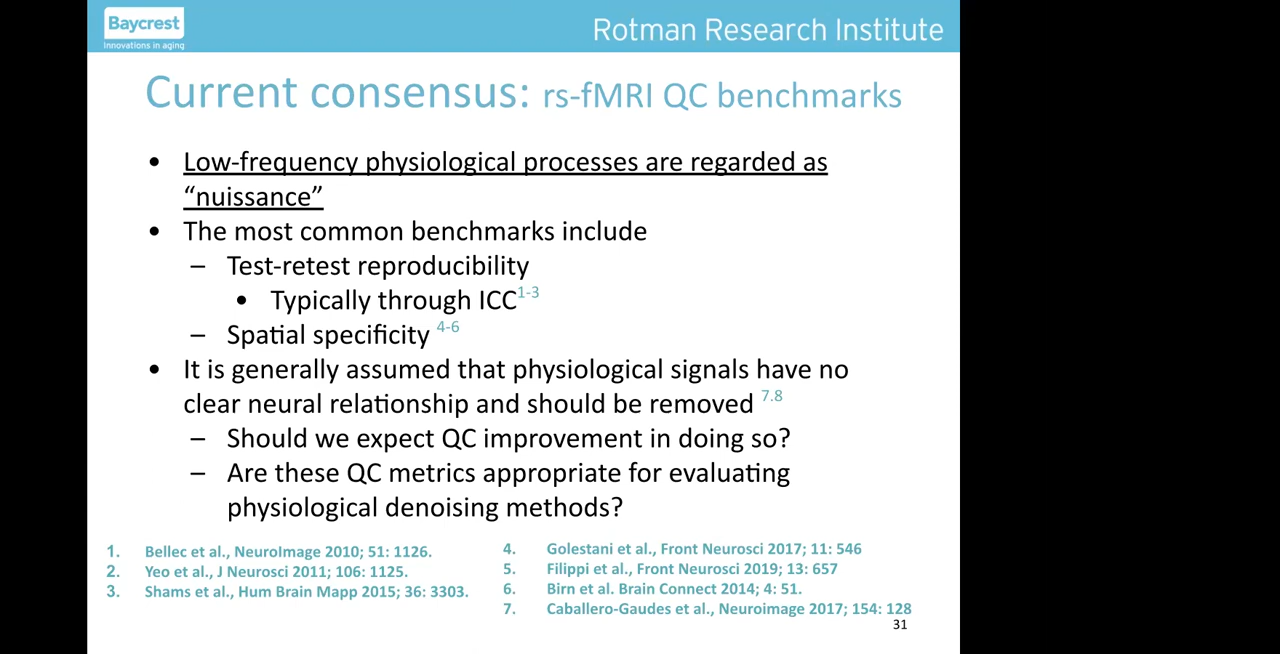 Baycrest
Innovations in aging
Rotman Research Institute
Current consensus: rs-fMRI QC benchmarks
• Low-frequency physiological processes are regarded as
“nuissance”
• The most common benchmarks include
– Test-retest reproducibility
• Typically through ICC1-3
– Spatial specificity 4-6
• It is generally assumed that physiological signals have no
clear neural relationship and should be removed 7.8
– Should we expect QC improvement in doing so?
– Are these QC metrics appropriate for evaluating
physiological denoising methods?
1. Bellec et al., NeuroImage 2010; 51: 1126.
2. Yeo et al., J Neurosci 2011; 106: 1125.
3. Shams et al., Hum Brain Mapp 2015; 36: 3303.
4. Golestani et al., Front Neurosci 2017; 11: 546
5. Filippi et al., Front Neurosci 2019; 13: 657
6. Birn et al. Brain Connect 2014; 4: 51.
7. Caballero-Gaudes et al., Neuroimage 2017; 154: 128
31